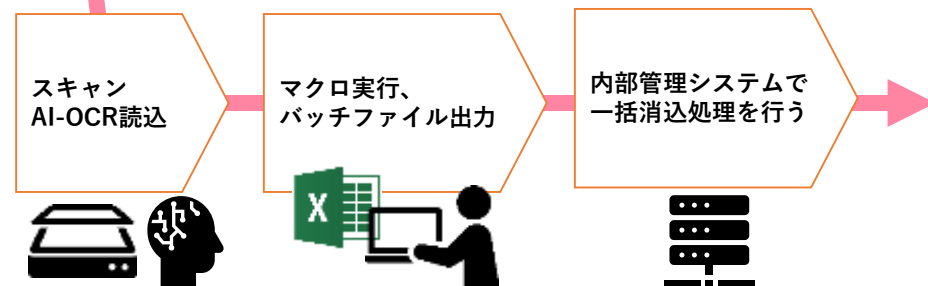 スキャン
AI-OCR読込
マクロ実行、
バッチファイル出力
内部管理システムで
一括消込処理を行う
X